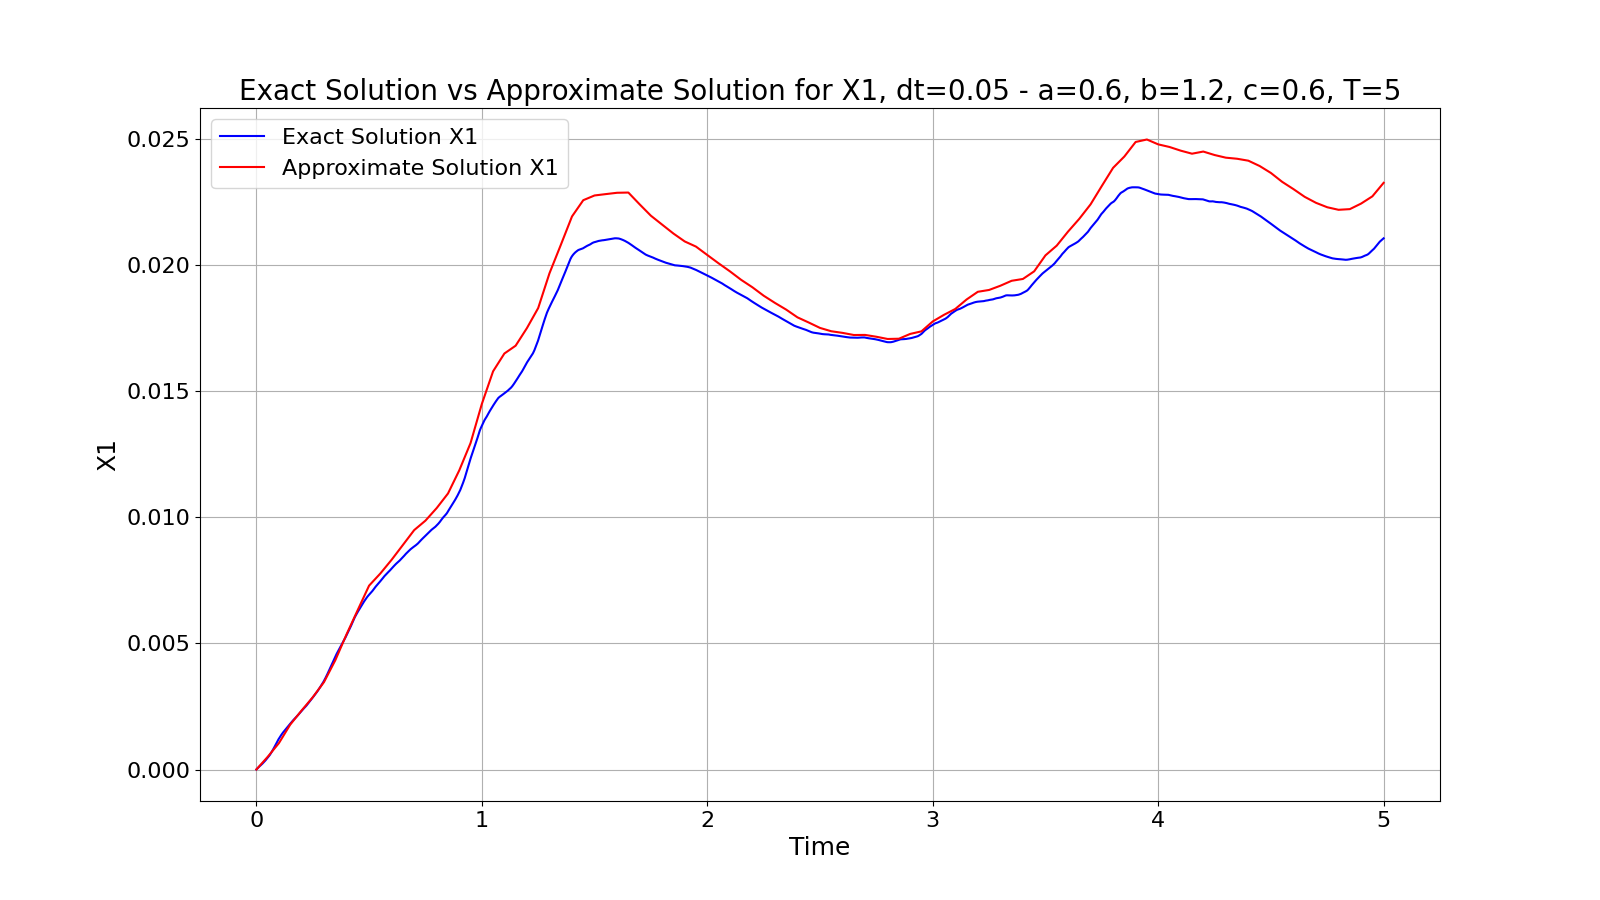 Exact Solution vs Approximate Solution for X1, dt=0.05 - a=0.6, b=1.2, c=0.6, T=5
Exact Solution X1
Approximate Solution X1
0.025
0.020
0.015
0.010
0.005
0.000
X1
0 1 2 3 4 5
Time